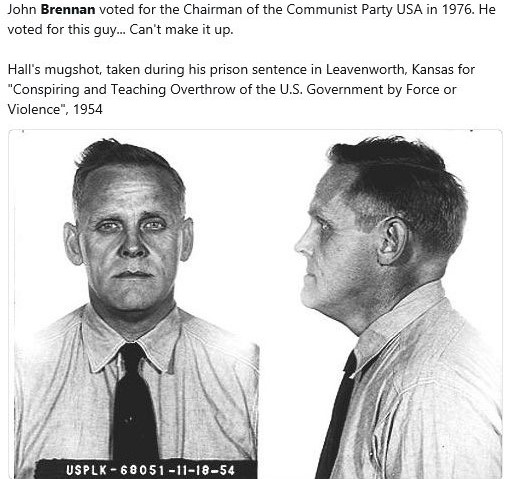 John Brennan voted for the Chairman of the Communist Party USA in 1976. He
voted for this guy... Can't make it up.
Hall's mugshot, taken during his prison sentence in Leavenworth, Kansas for
"Conspiring and Teaching Overthrow of the U.S. Government by Force or
Violence", 1954
USPLK-68051-11-18-54